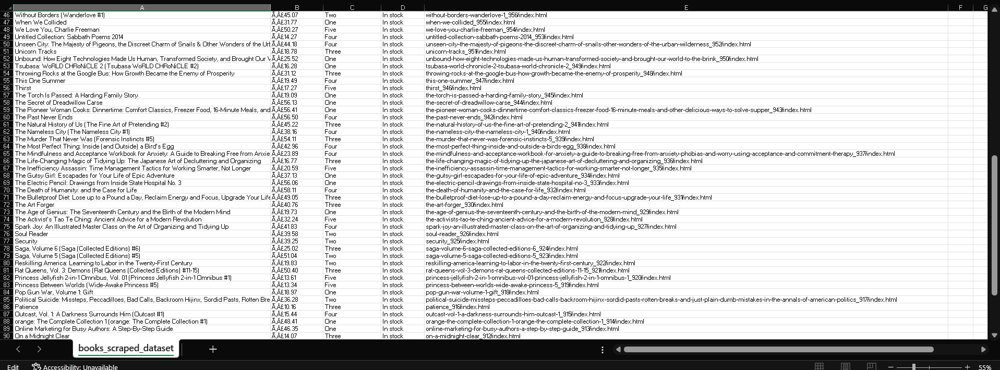 A B C D E F G
46 Without Borders (Wanderlove #1) Ã‚Â£45.07 Two In stock without-borders-wanderlove-1_956/index.html
47 When We Collided Ã‚Â£31.77 One In stock when-we-collided_955/index.html
48 We Love You, Charlie Freeman Ã‚Â£50.27 Five In stock we-love-you-charlie-freeman_954/index.html
49 Untitled Collection: Sabbath Poems 2014 Ã‚Â£14.27 Four In stock untitled-collection-sabbath-poems-2014_953/index.html
50 Unseen City: The Majesty of Pigeons, the Discreet Charm of Snails & Other Wonders of the Urb Ã‚Â£44.18 Four In stock unseen-city-the-majesty-of-pigeons-the-discreet-charm-of-snails-other-wonders-of-the-urban-wilderness_952/index.html
51 Unicorn Tracks Ã‚Â£18.78 Three In stock unicorn-tracks_951/index.html
52 Unbound: How Eight Technologies Made Us Human, Transformed Society, and Brought Our W Ã‚Â£25.52 One In stock unbound-how-eight-technologies-made-us-human-transformed-society-and-brought-our-world-to-the-brink_950/index.html
53 Tsubasa: WoRLD CHRoNiCLE 2 (Tsubasa WoRLD CHRoNiCLE #2) Ã‚Â£16.28 One In stock tsubasa-world-chronicle-2-tsubasa-world-chronicle-2_949/index.html
54 Throwing Rocks at the Google Bus: How Growth Became the Enemy of Prosperity Ã‚Â£31.12 Three In stock throwing-rocks-at-the-google-bus-how-growth-became-the-enemy-of-prosperity_948/index.html
55 This One Summer Ã‚Â£19.49 Four In stock this-one-summer_947/index.html
56 Thirst Ã‚Â£17.27 Five In stock thirst_946/index.html
57 The Torch Is Passed: A Harding Family Story Ã‚Â£19.09 One In stock the-torch-is-passed-a-harding-family-story_945/index.html
58 The Secret of Dreadwillow Carse Ã‚Â£56.13 One In stock the-secret-of-dreadwillow-carse_944/index.html
59 The Pioneer Woman Cooks: Dinnertime: Comfort Classics, Freezer Food, 16-Minute Meals, and Ã‚Â£56.41 One In stock the-pioneer-woman-cooks-dinnertime-comfort-classics-freezer-food-16-minute-meals-and-other-delicious-ways-to-solve-supper_943/index.html
60 The Past Never Ends Ã‚Â£56.50 Four In stock the-past-never-ends_942/index.html
61 The Natural History of Us (The Fine Art of Pretending #2) Ã‚Â£45.22 Three In stock the-natural-history-of-us-the-fine-art-of-pretending-2_941/index.html
62 The Nameless City (The Nameless City #1) Ã‚Â£38.16 Four In stock the-nameless-city-the-nameless-city-1_940/index.html
63 The Murder That Never Was (Forensic Instincts #5) Ã‚Â£54.11 Three In stock the-murder-that-never-was-forensic-instincts-5_939/index.html
64 The Most Perfect Thing: Inside (and Outside) a Bird's Egg Ã‚Â£42.96 Four In stock the-most-perfect-thing-inside-and-outside-a-birds-egg_938/index.html
65 The Mindfulness and Acceptance Workbook for Anxiety: A Guide to Breaking Free from Anxie Ã‚Â£23.89 Four In stock the-mindfulness-and-acceptance-workbook-for-anxiety-a-guide-to-breaking-free-from-anxiety-phobias-and-worry-using-acceptance-and-commitment-therapy_937/index.html
66 The Life-Changing Magic of Tidying Up: The Japanese Art of Decluttering and Organizing Ã‚Â£16.77 Three In stock the-life-changing-magic-of-tidying-up-the-japanese-art-of-decluttering-and-organizing_936/index.html
67 The Inefficiency Assassin: Time Management Tactics for Working Smarter, Not Longer Ã‚Â£20.59 Five In stock the-inefficiency-assassin-time-management-tactics-for-working-smarter-not-longer_935/index.html
68 The Gutsy Girl: Escapades for Your Life of Epic Adventure Ã‚Â£37.13 One In stock the-gutsy-girl-escapades-for-your-life-of-epic-adventure_934/index.html
69 The Electric Pencil: Drawings from Inside State Hospital No. 3 Ã‚Â£56.06 One In stock the-electric-pencil-drawings-from-inside-state-hospital-no-3_933/index.html
70 The Death of Humanity: and the Case for Life Ã‚Â£58.11 Four In stock the-death-of-humanity-and-the-case-for-life_932/index.html
71 The Bulletproof Diet: Lose up to a Pound a Day, Reclaim Energy and Focus, Upgrade Your Life Ã‚Â£49.05 Three In stock the-bulletproof-diet-lose-up-to-a-pound-a-day-reclaim-energy-and-focus-upgrade-your-life_931/index.html
72 The Art Forger Ã‚Â£40.76 Three In stock the-art-forger_930/index.html
73 The Age of Genius: The Seventeenth Century and the Birth of the Modern Mind Ã‚Â£19.73 One In stock the-age-of-genius-the-seventeenth-century-and-the-birth-of-the-modern-mind_929/index.html
74 The Activist's Tao Te Ching: Ancient Advice for a Modern Revolution Ã‚Â£32.24 Five In stock the-activists-tao-te-ching-ancient-advice-for-a-modern-revolution_928/index.html
75 Spark Joy: An Illustrated Master Class on the Art of Organizing and Tidying Up Ã‚Â£41.83 Four In stock spark-joy-an-illustrated-master-class-on-the-art-of-organizing-and-tidying-up_927/index.html
76 Soul Reader Ã‚Â£39.58 Two In stock soul-reader_926/index.html
77 Security Ã‚Â£39.25 Two In stock security_925/index.html
78 Saga, Volume 6 (Saga (Collected Editions) #6) Ã‚Â£25.02 Three In stock saga-volume-6-saga-collected-editions-6_924/index.html
79 Saga, Volume 5 (Saga (Collected Editions) #5) Ã‚Â£51.04 Two In stock saga-volume-5-saga-collected-editions-5_923/index.html
80 Reskilling America: Learning to Labor in the Twenty-First Century Ã‚Â£19.83 Two In stock reskilling-america-learning-to-labor-in-the-twenty-first-century_922/index.html
81 Rat Queens, Vol. 3: Demons (Rat Queens (Collected Editions) #11-15) Ã‚Â£50.40 Three In stock rat-queens-vol-3-demons-rat-queens-collected-editions-11-15_921/index.html
82 Princess Jellyfish 2-in-1 Omnibus, Vol. 01 (Princess Jellyfish 2-in-1 Omnibus #1) Ã‚Â£13.61 Five In stock princess-jellyfish-2-in-1-omnibus-vol-01-princess-jellyfish-2-in-1-omnibus-1_920/index.html
83 Princess Between Worlds (Wide-Awake Princess #5) Ã‚Â£13.34 Five In stock princess-between-worlds-wide-awake-princess-5_919/index.html
84 Pop Gun War, Volume 1: Gift Ã‚Â£18.97 One In stock pop-gun-war-volume-1-gift_918/index.html
85 Political Suicide: Missteps, Peccadilloes, Bad Calls, Backroom Hijinx, Sordid Pasts, Rotten Bre Ã‚Â£36.28 Two In stock political-suicide-missteps-peccadilloes-bad-calls-backroom-hijinx-sordid-pasts-rotten-breaks-and-just-plain-dumb-mistakes-in-the-annals-of-american-politics_917/index.html
86 Patience Ã‚Â£10.16 Three In stock patience_916/index.html
87 Outcast, Vol. 1: A Darkness Surrounds Him (Outcast #1) Ã‚Â£15.44 Four In stock outcast-vol-1-a-darkness-surrounds-him-outcast-1_915/index.html
88 orange: The Complete Collection 1 (orange: The Complete Collection #1) Ã‚Â£48.41 One In stock orange-the-complete-collection-1-orange-the-complete-collection-1_914/index.html
89 Online Marketing for Busy Authors: A Step-By-Step Guide Ã‚Â£46.35 One In stock online-marketing-for-busy-authors-a-step-by-step-guide_913/index.html
90 On a Midnight Clear Ã‚Â£14.07 Three In stock on-a-midnight-clear_912/index.html
books_scraped_dataset
Edit Accessibility: Unavailable 55%